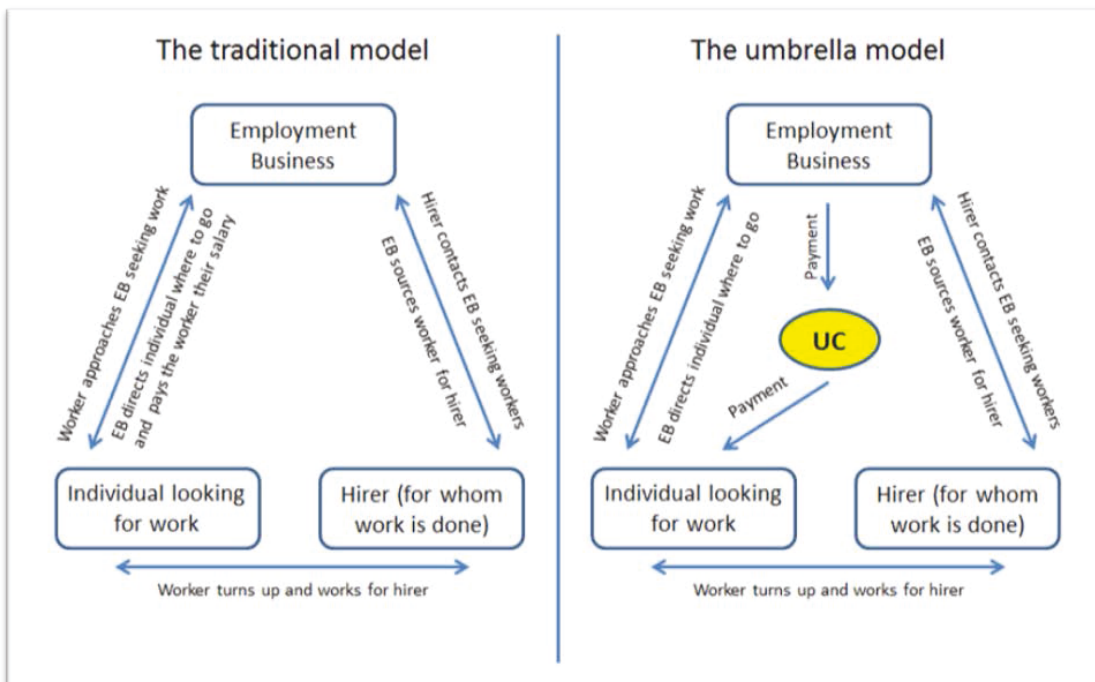 The traditional model
Employment
Business
Worker approaches EB seeking work
EB directs individual where to go
and pays the worker their salary
Hirer contacts EB seeking workers
EB sources worker for hirer
Individual looking
for work
Hirer (for whom
work is done)
Worker turns up and works for hirer
The umbrella model
Employment
Business
Worker approaches EB seeking work
EB directs individual where to go
Payment
UC
Payment
Hirer contacts EB seeking workers
EB sources worker for hirer
Individual looking
for work
Hirer (for whom
work is done)
Worker turns up and works for hirer